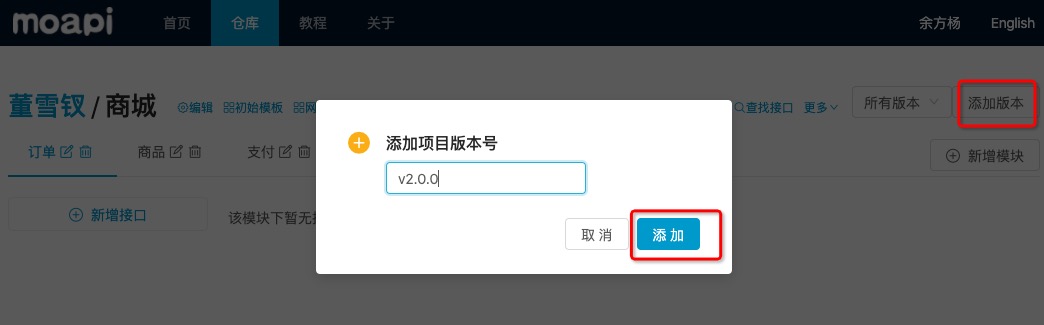 moapi 首页 仓库 教程 关于 余方杨 English
董雪钗 / 商城 编辑 初始模板 网 查找接口 更多 所有版本 添加版本
添加项目版本号
订单 商品 支付 新增模块
v2.0.0
新增接口 该模块下暂无
取消 添加